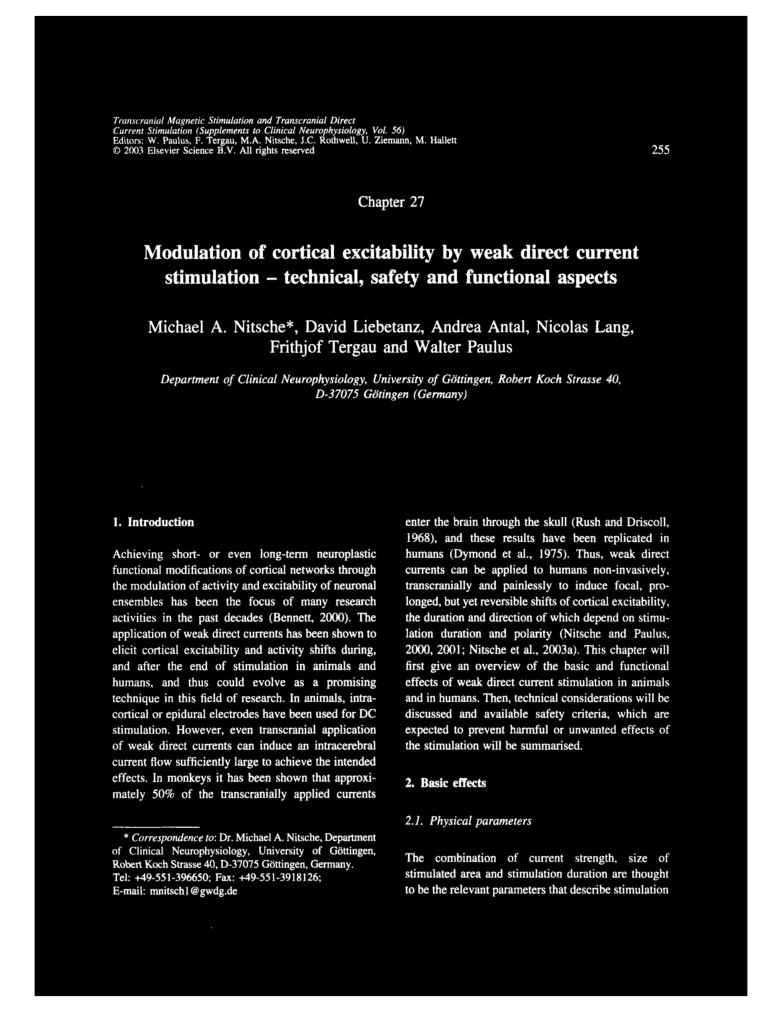 Transcranial Magnetic Stimulation and Transcranial Direct
Current Stimulation (Supplements to Clinical Neurophysiology, Vol. 56)
Editors: W. Paulus, F. Tergau, M.A. Nitsche, J.C. Rothwell, U. Ziemann, M. Hallett
© 2003 Elsevier Science B.V. All rights reserved
255
Chapter 27
Modulation of cortical excitability by weak direct current
stimulation – technical, safety and functional aspects
Michael A. Nitsche*, David Liebetanz, Andrea Antal, Nicolas Lang,
Frithjof Tergau and Walter Paulus
Department of Clinical Neurophysiology, University of Göttingen, Robert Koch Strasse 40,
D-37075 Götingen (Germany)
1. Introduction
Achieving short- or even long-term neuroplastic
functional modifications of cortical networks through
the modulation of activity and excitability of neuronal
ensembles has been the focus of many research
activities in the past decades (Bennett, 2000). The
application of weak direct currents has been shown to
elicit cortical excitability and activity shifts during,
and after the end of stimulation in animals and
humans, and thus could evolve as a promising
technique in this field of research. In animals, intra-
cortical or epidural electrodes have been used for DC
stimulation. However, even transcranial application
of weak direct currents can induce an intracerebral
current flow sufficiently large to achieve the intended
effects. In monkeys it has been shown that approxi-
mately 50% of the transcranially applied currents
* Correspondence to: Dr. Michael A. Nitsche, Department
of Clinical Neurophysiology, University of Göttingen,
Robert Koch Strasse 40, D-37075 Göttingen, Germany.
Tel: +49-551-396650; Fax: +49-551-3918126;
E-mail: mnitsch1@gwdg.de
enter the brain through the skull (Rush and Driscoll,
1968), and these results have been replicated in
humans (Dymond et al., 1975). Thus, weak direct
currents can be applied to humans non-invasively,
transcranially and painlessly to induce focal, pro-
longed, but yet reversible shifts of cortical excitability,
the duration and direction of which depend on stimu-
lation duration and polarity (Nitsche and Paulus,
2000, 2001; Nitsche et al., 2003a). This chapter will
first give an overview of the basic and functional
effects of weak direct current stimulation in animals
and in humans. Then, technical considerations will be
discussed and available safety criteria, which are
expected to prevent harmful or unwanted effects of
the stimulation will be summarised.
2. Basic effects
2.1. Physical parameters
The combination of current strength, size of
stimulated area and stimulation duration are thought
to be the relevant parameters that describe stimulation